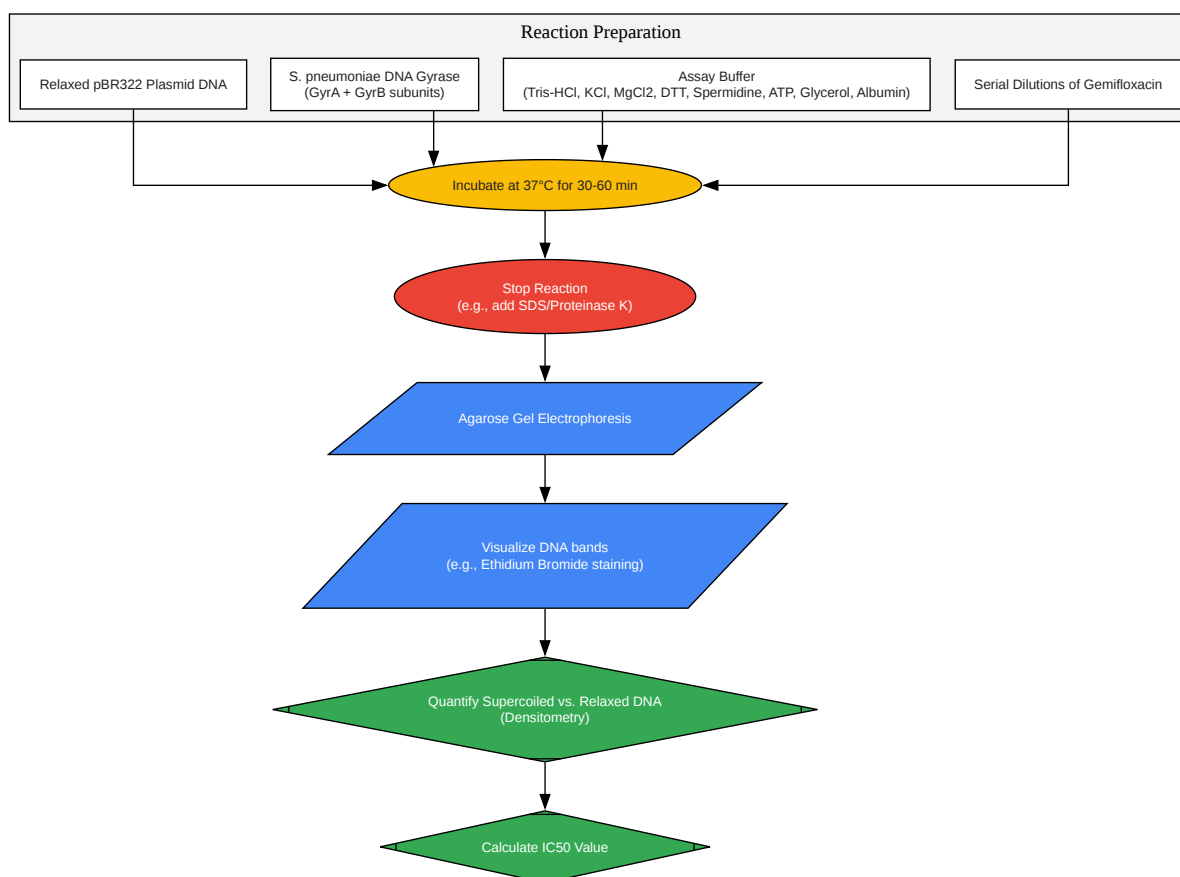 Reaction Preparation
Relaxed pBR322 Plasmid DNA
S. pneumoniae DNA Gyrase
(GyrA + GyrB subunits)
Assay Buffer
(Tris-HCl, KCl, MgCl2, DTT, Spermidine, ATP, Glycerol, Albumin)
Serial Dilutions of Gemifloxacin
Incubate at 37°C for 30-60 min
Stop Reaction
(e.g., add SDS/Proteinase K)
Agarose Gel Electrophoresis
Visualize DNA bands
(e.g., Ethidium Bromide staining)
Quantify Supercoiled vs. Relaxed DNA
(Densitometry)
Calculate IC50 Value